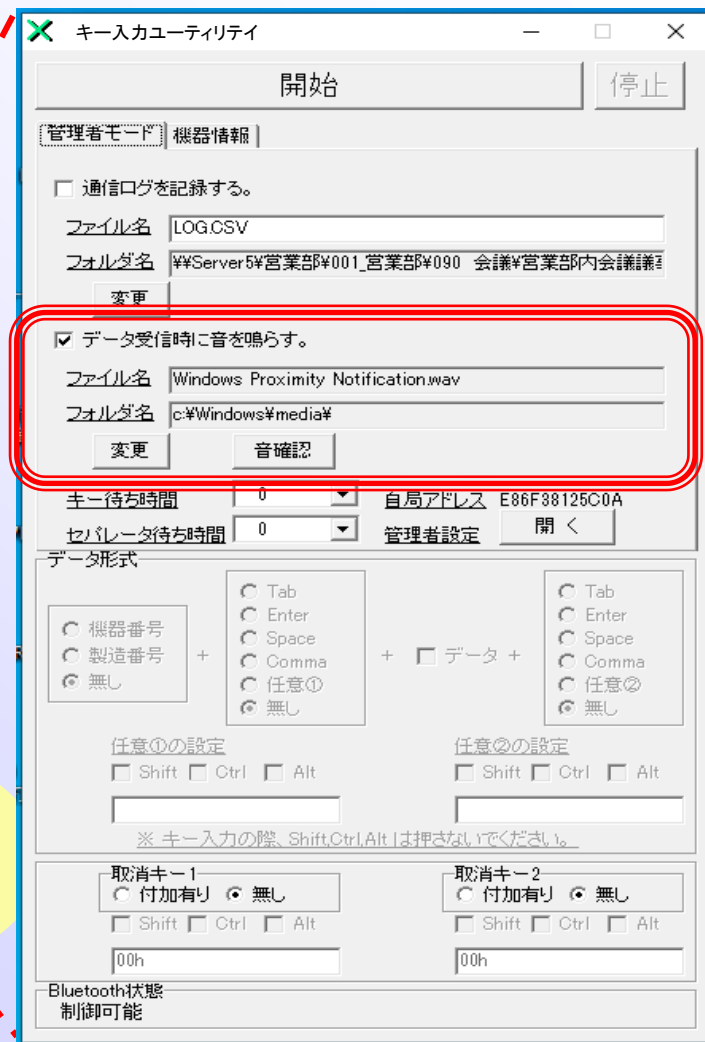 キー入力ユーティリテイ
開始 停止
管理者モード 機器情報
通信ログを記録する。
ファイル名 LOG.CSV
フォルダ名 ¥¥Server5¥営業部¥001_営業部¥090 会議¥営業部内会議議
変更
データ受信時に音を鳴らす。
ファイル名 Windows Proximity Notification.wav
フォルダ名 c:¥Windows¥media¥
変更 音確認
キー待ち時間 0 自局アドレス E86F38125C0A
セパレータ待ち時間 0 管理者設定 開く
データ形式
機器番号
製造番号
無し
+
Tab
Enter
Space
Comma
任意①
無し
+ データ +
Tab
Enter
Space
Comma
任意②
無し
任意①の設定 任意②の設定
Shift Ctrl Alt Shift Ctrl Alt
※ キー入力の際、Shift,Ctrl,Alt は押さないでください。
取消キー1 取消キー2
付加有り 無し 付加有り 無し
Shift Ctrl Alt Shift Ctrl Alt
00h 00h
Bluetooth状態
制御可能